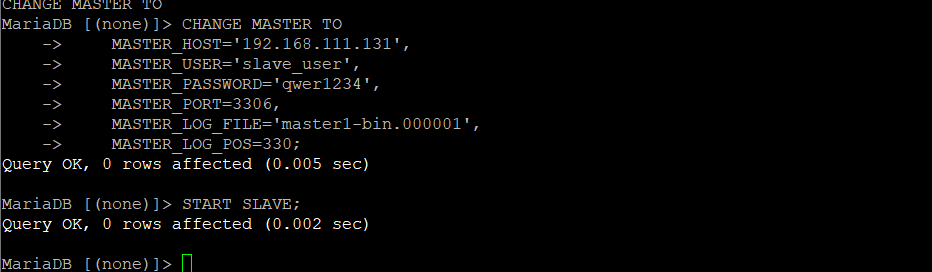 CHANGE MASTER TO
MariaDB [(none)]> CHANGE MASTER TO
    ->     MASTER_HOST='192.168.111.131',
    ->     MASTER_USER='slave_user',
    ->     MASTER_PASSWORD='qwer1234',
    ->     MASTER_PORT=3306,
    ->     MASTER_LOG_FILE='master1-bin.000001',
    ->     MASTER_LOG_POS=330;
Query OK, 0 rows affected (0.005 sec)
MariaDB [(none)]> START SLAVE;
Query OK, 0 rows affected (0.002 sec)
MariaDB [(none)]>